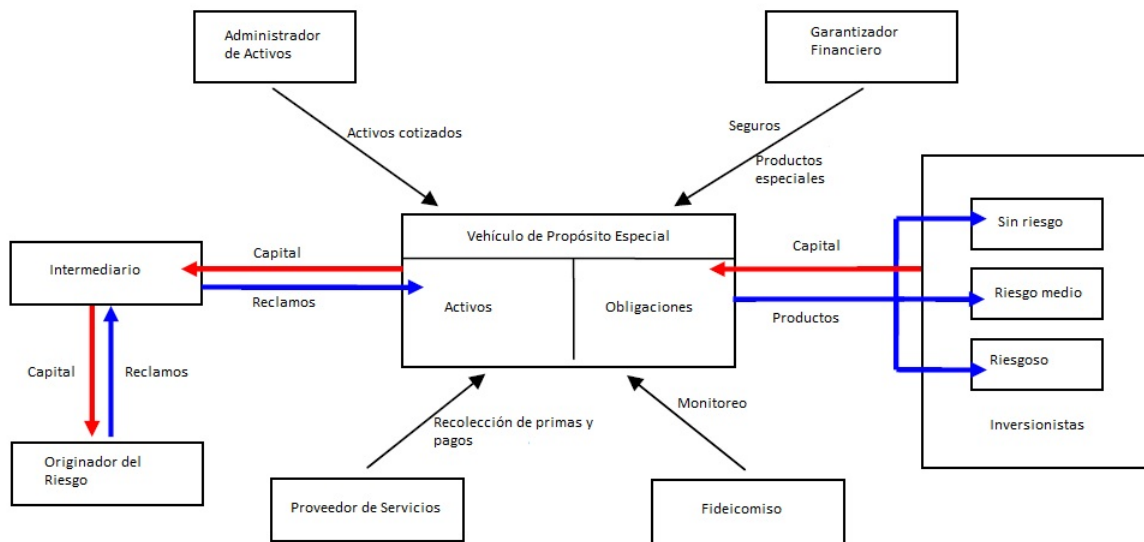 Administrador
de Activos
Garantizador
Financiero
Activos cotizados
Seguros
Productos
especiales
Vehículo de Propósito Especial
Sin riesgo
Capital
Capital
Intermediario
Riesgo medio
Reclamos
Activos
Obligaciones
Productos
Riesgoso
Capital
Reclamos
Monitoreo
Recolección de primas y
pagos
Inversionistas
Originador del
Riesgo
Proveedor de Servicios
Fideicomiso